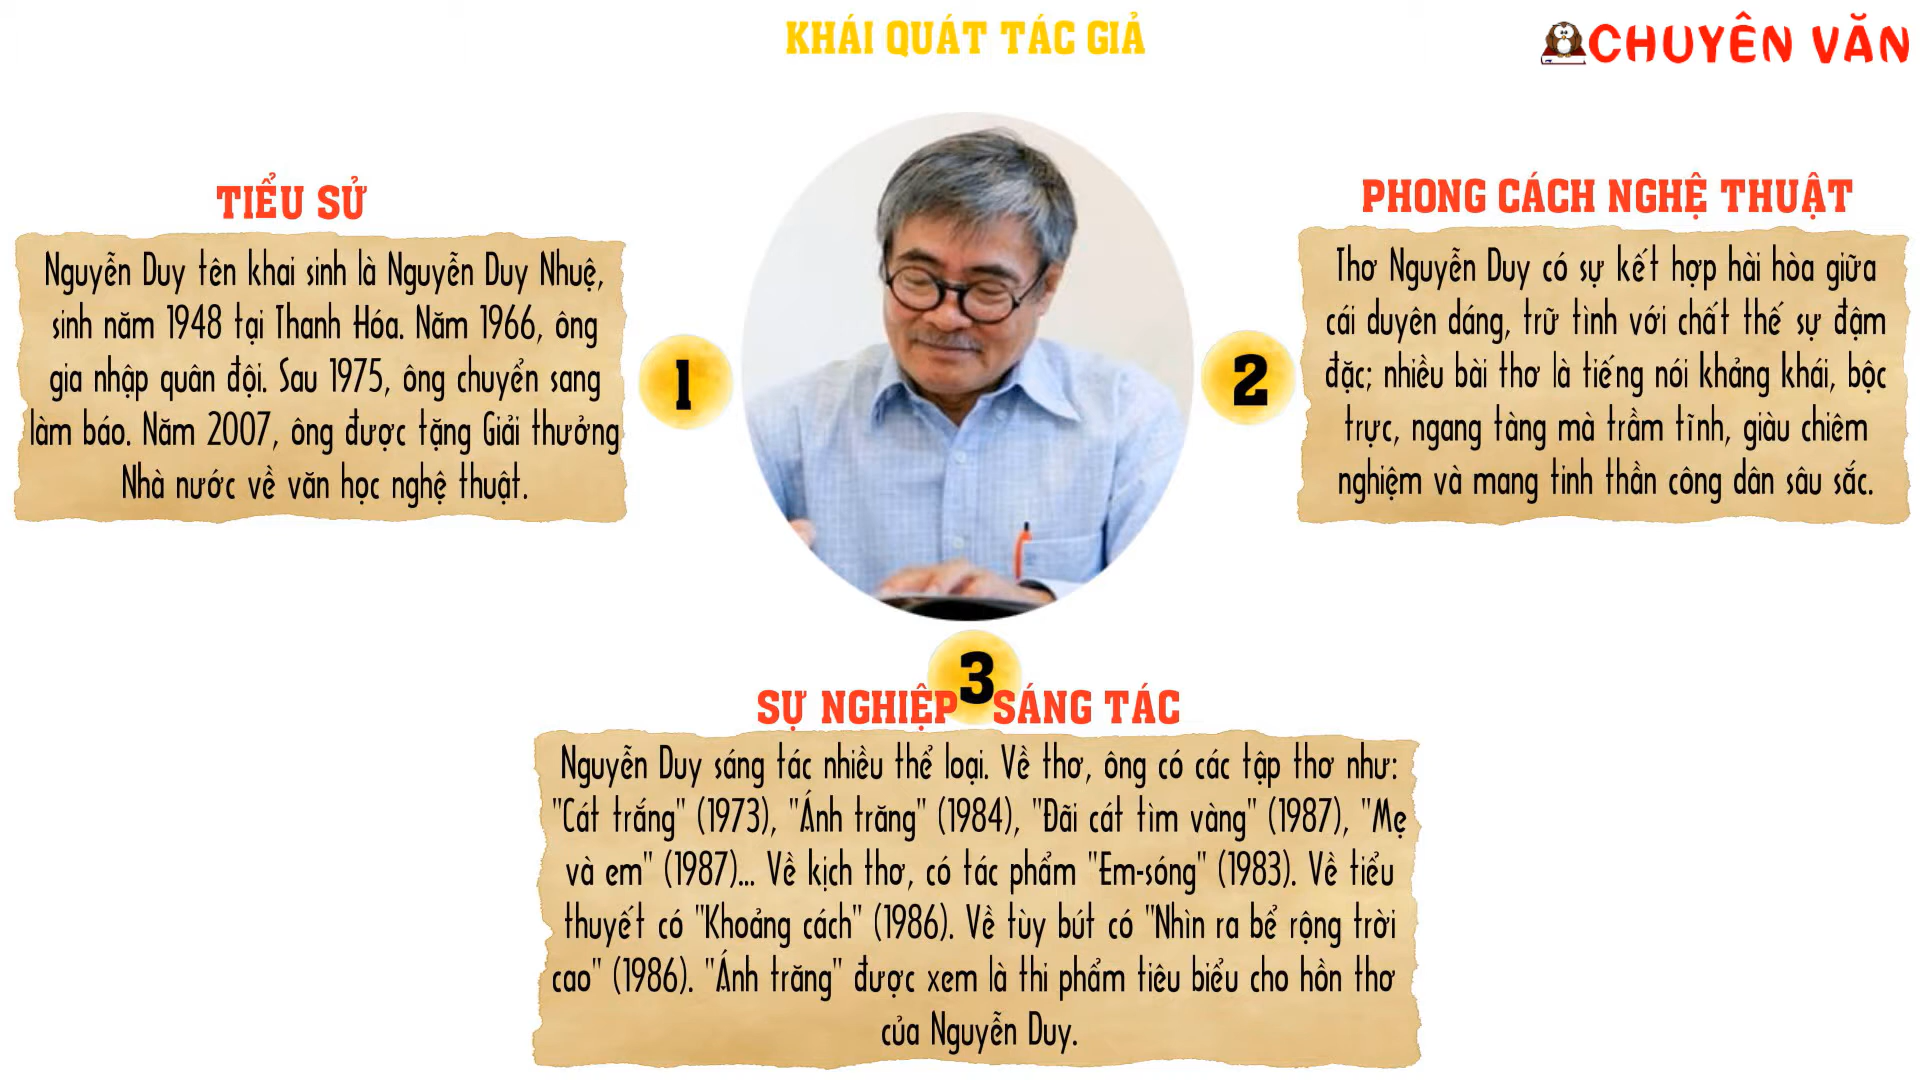 KHÁI QUÁT TÁC GIẢ
CHUYÊN VĂN
TIỂU SỬ
Nguyễn Duy tên khai sinh là Nguyễn Duy Nhuệ,
sinh năm 1948 tại Thanh Hóa. Năm 1966, ông
gia nhập quân đội. Sau 1975, ông chuyển sang
làm báo. Năm 2007, ông được tặng Giải thưởng
Nhà nước về văn học nghệ thuật.
1
2
PHONG CÁCH NGHỆ THUẬT
Thơ Nguyễn Duy có sự kết hợp hài hòa giữa
cái duyên dáng, trữ tình với chất thế sự đậm
đặc; nhiều bài thơ là tiếng nói khảng khái, bộc
trực, ngang tàng mà trầm tĩnh, giàu chiêm
nghiệm và mang tinh thần công dân sâu sắc.
3
SỰ NGHIỆP SÁNG TÁC
Nguyễn Duy sáng tác nhiều thể loại. Về thơ, ông có các tập thơ như:
"Cát trắng" (1973), "Ánh trăng" (1984), "Đãi cát tìm vàng" (1987), "Mẹ
và em" (1987)... Về kịch thơ, có tác phẩm "Em-sóng" (1983). Về tiểu
thuyết có "Khoảng cách" (1986). Về tùy bút có "Nhìn ra bể rộng trời
cao" (1986). "Ánh trăng" được xem là thi phẩm tiêu biểu cho hồn thơ
của Nguyễn Duy.